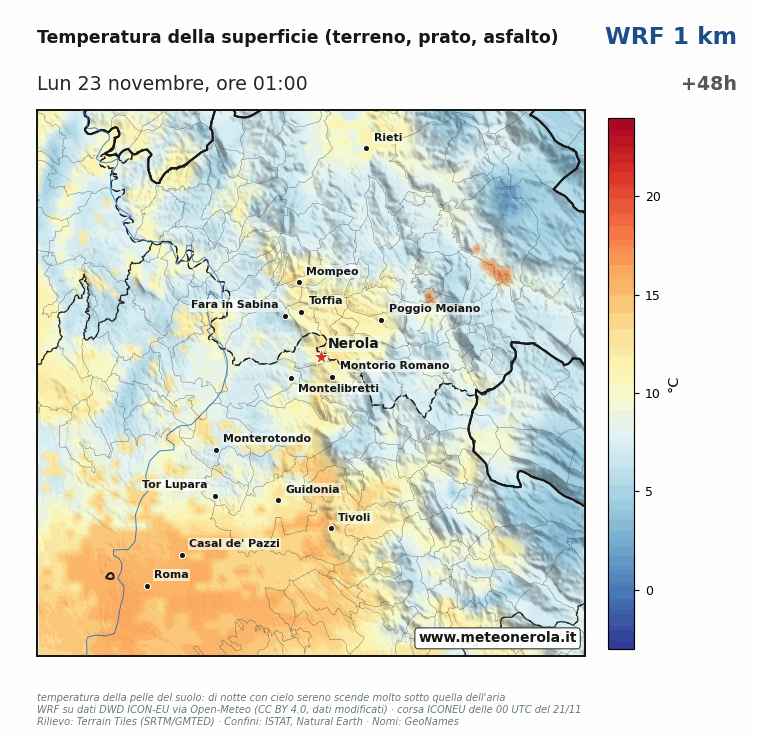 Temperatura della superficie (terreno, prato, asfalto)
WRF 1 km
Lun 23 novembre, ore 01:00
+48h
Rieti
Mompeo
Fara in Sabina
Toffia
Poggio Moiano
Nerola
Montorio Romano
Montelibretti
Monterotondo
Tor Lupara
Guidonia
Tivoli
Casal de' Pazzi
Roma
www.meteonerola.it
20
15
10
5
0
°C
temperatura della pelle del suolo: di notte con cielo sereno scende molto sotto quella dell'aria
WRF su dati DWD ICON-EU via Open-Meteo (CC BY 4.0, dati modificati) · corsa ICONEU delle 00 UTC del 21/11
Rilievo: Terrain Tiles (SRTM/GMTED) · Confini: ISTAT, Natural Earth · Nomi: GeoNames